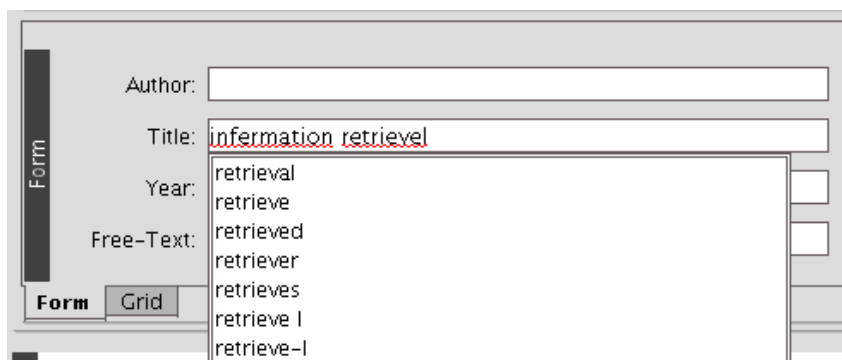 Form
Author:
Title: infermation retrievel
Year:
Free-Text:
retrieval
retrieve
retrieved
retriever
retrieves
retrieve l
retrieve-l
Form Grid